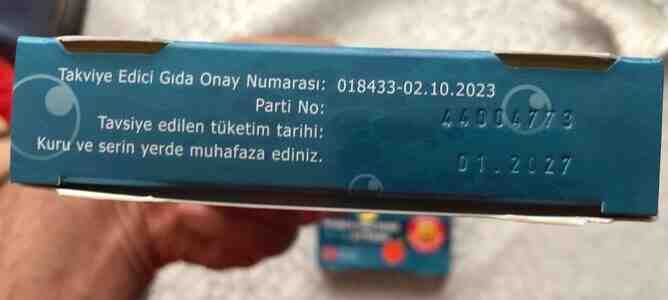 Takviye Edici Gıda Onay Numarası: 018433-02.10.2023
Parti No: 44004773
Tavsiye edilen tüketim tarihi: 01.2027
Kuru ve serin yerde muhafaza ediniz.